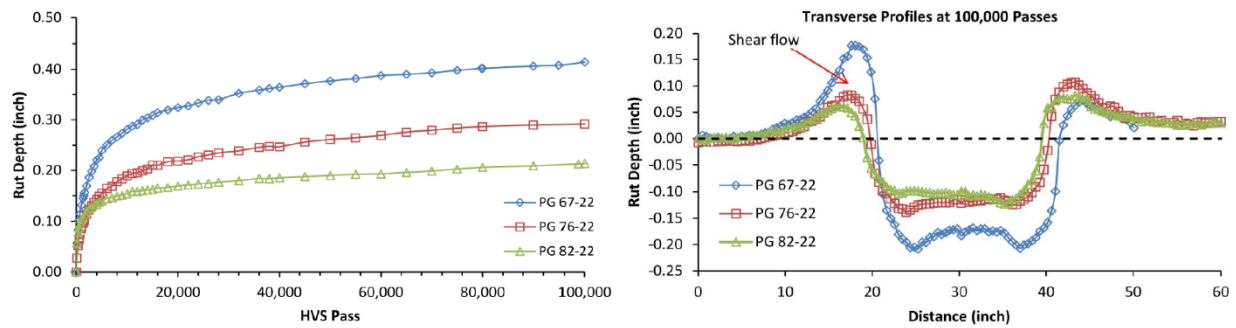 0.50
0.40
0.30
0.20
0.10
0.00
Rut Depth (inch)
PG 67-22
PG 76-22
PG 82-22
0
20,000
40,000
60,000
80,000
100,000
HVS Pass
Transverse Profiles at 100,000 Passes
0.20
0.15
0.10
0.05
0.00
-0.05
-0.10
-0.15
-0.20
-0.25
Rut Depth (inch)
Shear flow
PG 67-22
PG 76-22
PG 82-22
0
10
20
30
40
50
60
Distance (inch)